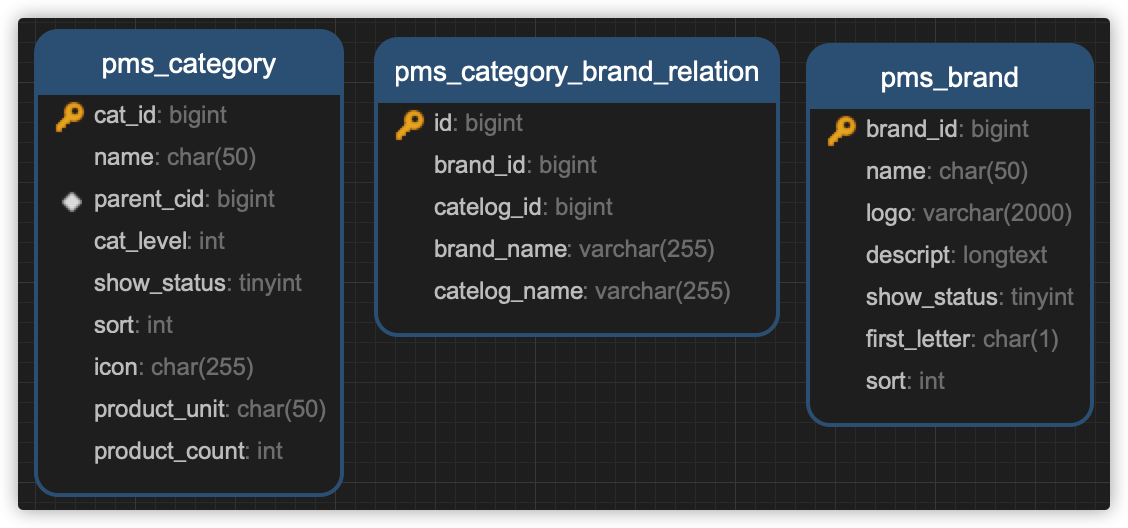 pms_category
cat_id: bigint
name: char(50)
parent_cid: bigint
cat_level: int
show_status: tinyint
sort: int
icon: char(255)
product_unit: char(50)
product_count: int
pms_category_brand_relation
id: bigint
brand_id: bigint
catelog_id: bigint
brand_name: varchar(255)
catelog_name: varchar(255)
pms_brand
brand_id: bigint
name: char(50)
logo: varchar(2000)
descript: longtext
show_status: tinyint
first_letter: char(1)
sort: int